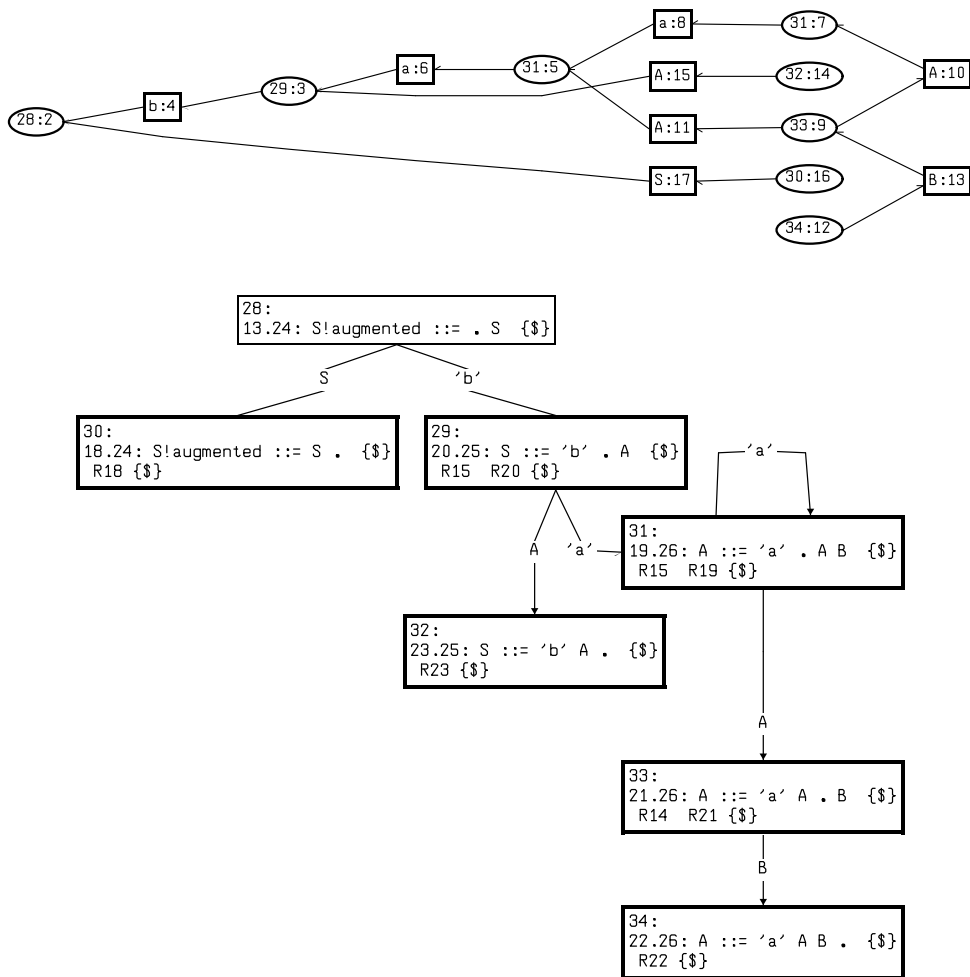 a:8
31:7
a:6
31:5
A:15
32:14
A:10
29:3
b:4
28:2
A:11
33:9
S:17
30:16
B:13
34:12
28:
13.24: S!augmented ::= . S {$}
S
'b'
30:
18.24: S!augmented ::= S . {$}
R18 {$}
29:
20.25: S ::= 'b' . A {$}
R15 R20 {$}
'a'
A
'a'
31:
19.26: A ::= 'a' . A B {$}
R15 R19 {$}
32:
23.25: S ::= 'b' A . {$}
R23 {$}
A
33:
21.26: A ::= 'a' A . B {$}
R14 R21 {$}
B
34:
22.26: A ::= 'a' A B . {$}
R22 {$}